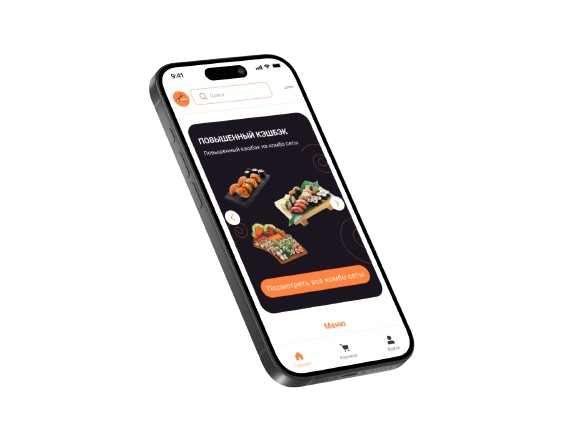 9:41
Поиск
ПОВЫШЕННЫЙ КЭШБЭК
Повышенный кэшбэк на комбо сеты
Посмотреть все комбо сеты
Меню
Главная
Корзина
Войти